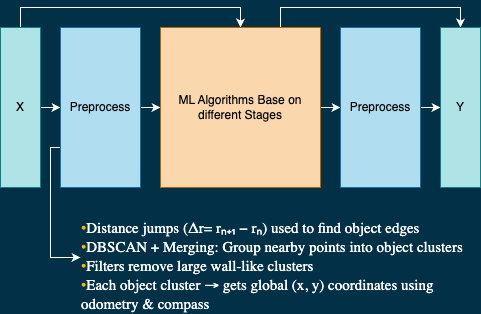 X
Preprocess
ML Algorithms Base on
different Stages
Preprocess
Y
•Distance jumps (Δr= rₙ₊₁ − rₙ) used to find object edges
•DBSCAN + Merging: Group nearby points into object clusters
•Filters remove large wall-like clusters
•Each object cluster → gets global (x, y) coordinates using
odometry & compass